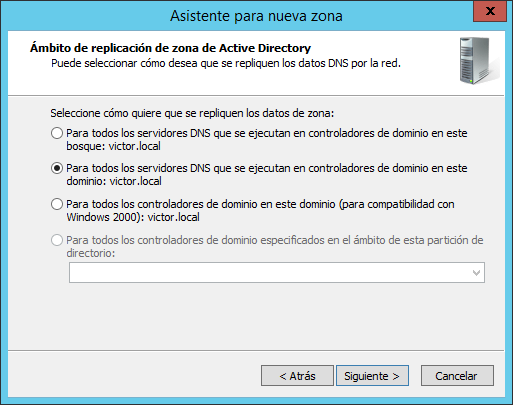 Asistente para nueva zona
x
Ámbito de replicación de zona de Active Directory
Puede seleccionar cómo desea que se repliquen los datos DNS por la red.
Seleccione cómo quiere que se repliquen los datos de zona:
Para todos los servidores DNS que se ejecutan en controladores de dominio en este
bosque: victor.local
Para todos los servidores DNS que se ejecutan en controladores de dominio en este
dominio: victor.local
Para todos los controladores de dominio en este dominio (para compatibilidad con
Windows 2000): victor.local
Para todos los controladores de dominio especificados en el ámbito de esta partición de
directorio:
< Atrás
Siguiente >
Cancelar